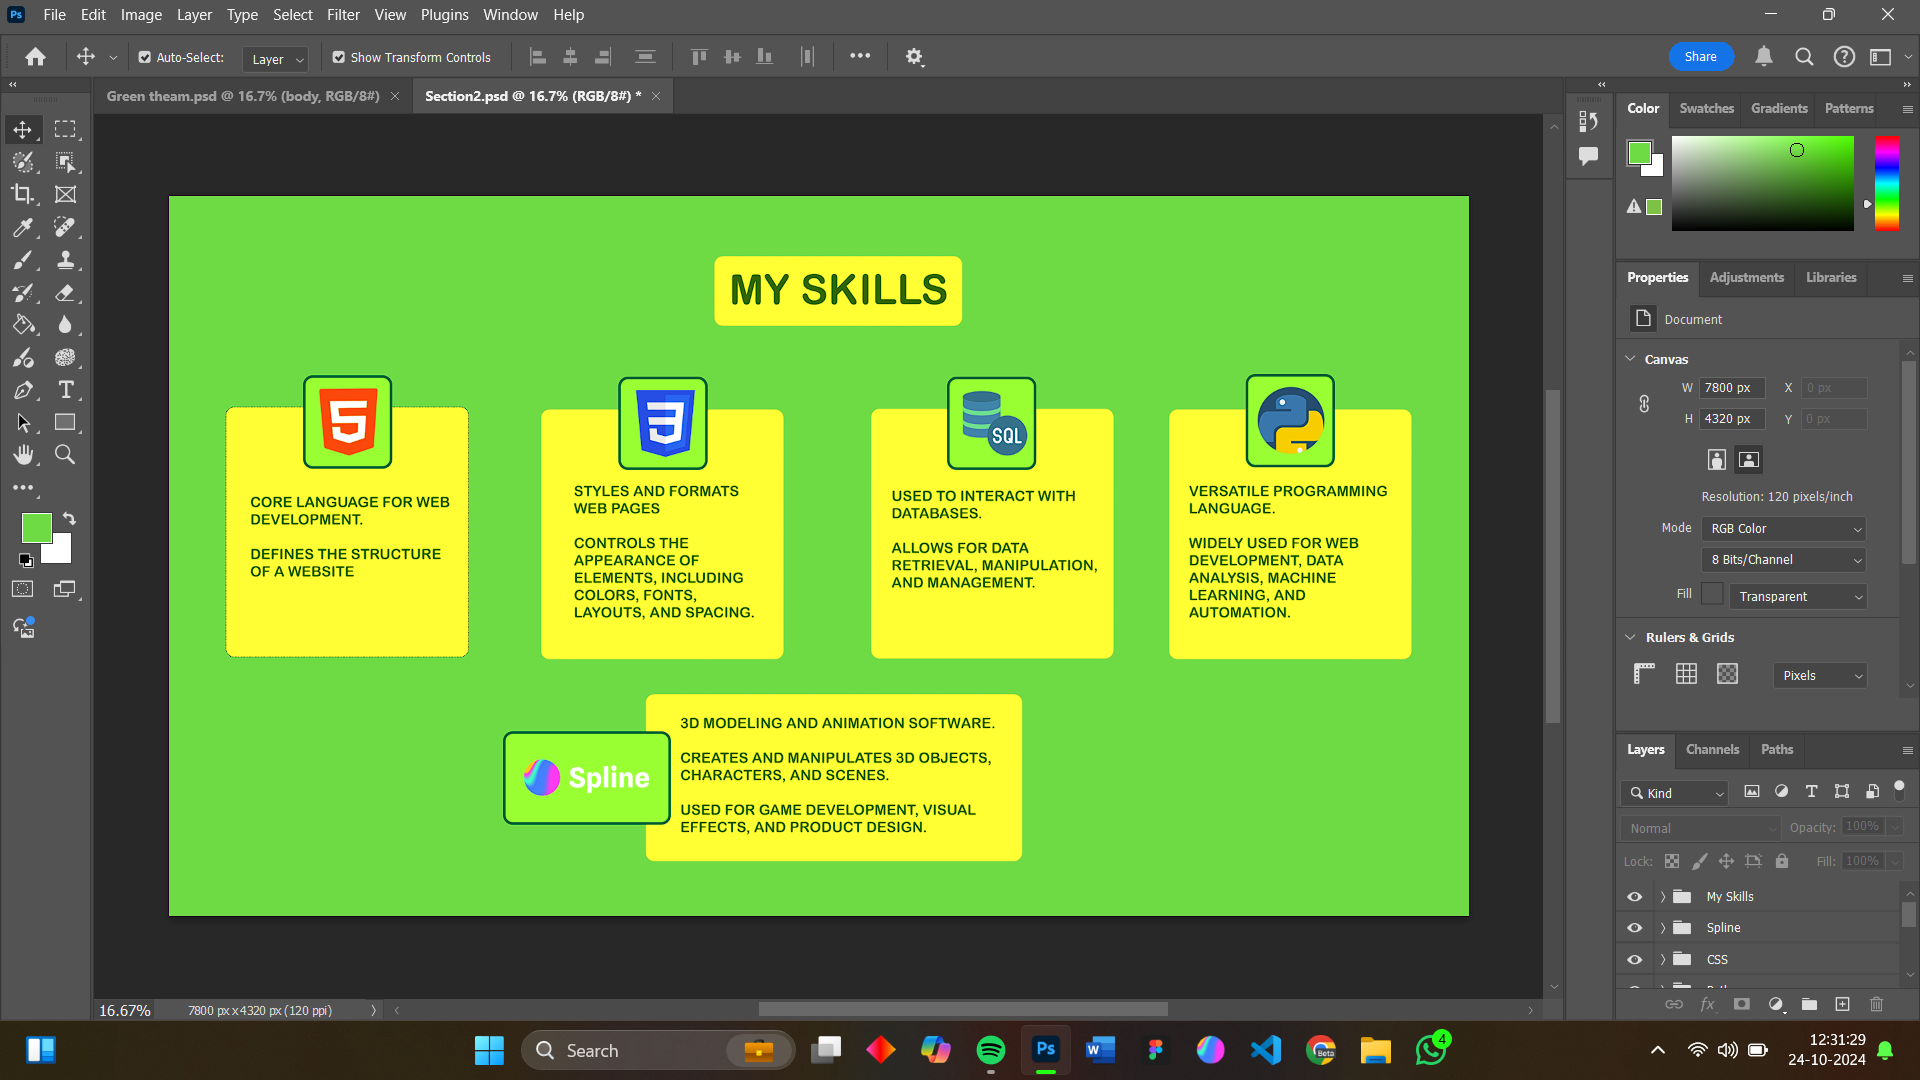 Ps File Edit Image Layer Type Select Filter View Plugins Window Help
Auto-Select: Layer Show Transform Controls Share
Green theam.psd @ 16.7% (body, RGB/8#) Section2.psd @ 16.7% (RGB/8#) *
Color Swatches Gradients Patterns
MY SKILLS
5
3
SQL
CORE LANGUAGE FOR WEB
DEVELOPMENT.
DEFINES THE STRUCTURE
OF A WEBSITE
STYLES AND FORMATS
WEB PAGES
CONTROLS THE
APPEARANCE OF
ELEMENTS, INCLUDING
COLORS, FONTS,
LAYOUTS, AND SPACING.
USED TO INTERACT WITH
DATABASES.
ALLOWS FOR DATA
RETRIEVAL, MANIPULATION,
AND MANAGEMENT.
VERSATILE PROGRAMMING
LANGUAGE.
WIDELY USED FOR WEB
DEVELOPMENT, DATA
ANALYSIS, MACHINE
LEARNING, AND
AUTOMATION.
Spline
3D MODELING AND ANIMATION SOFTWARE.
CREATES AND MANIPULATES 3D OBJECTS,
CHARACTERS, AND SCENES.
USED FOR GAME DEVELOPMENT, VISUAL
EFFECTS, AND PRODUCT DESIGN.
Properties Adjustments Libraries
Document
Canvas
W 7800 px X 0 px
H 4320 px Y 0 px
Resolution: 120 pixels/inch
Mode RGB Color
8 Bits/Channel
Fill Transparent
Rulers & Grids
Pixels
Layers Channels Paths
Kind
Normal Opacity: 100%
Lock: Fill: 100%
My Skills
Spline
CSS
16.67% 7800 px x 4320 px (120 ppi)
Search
Ps
W
Beta
4
12:31:29
24-10-2024